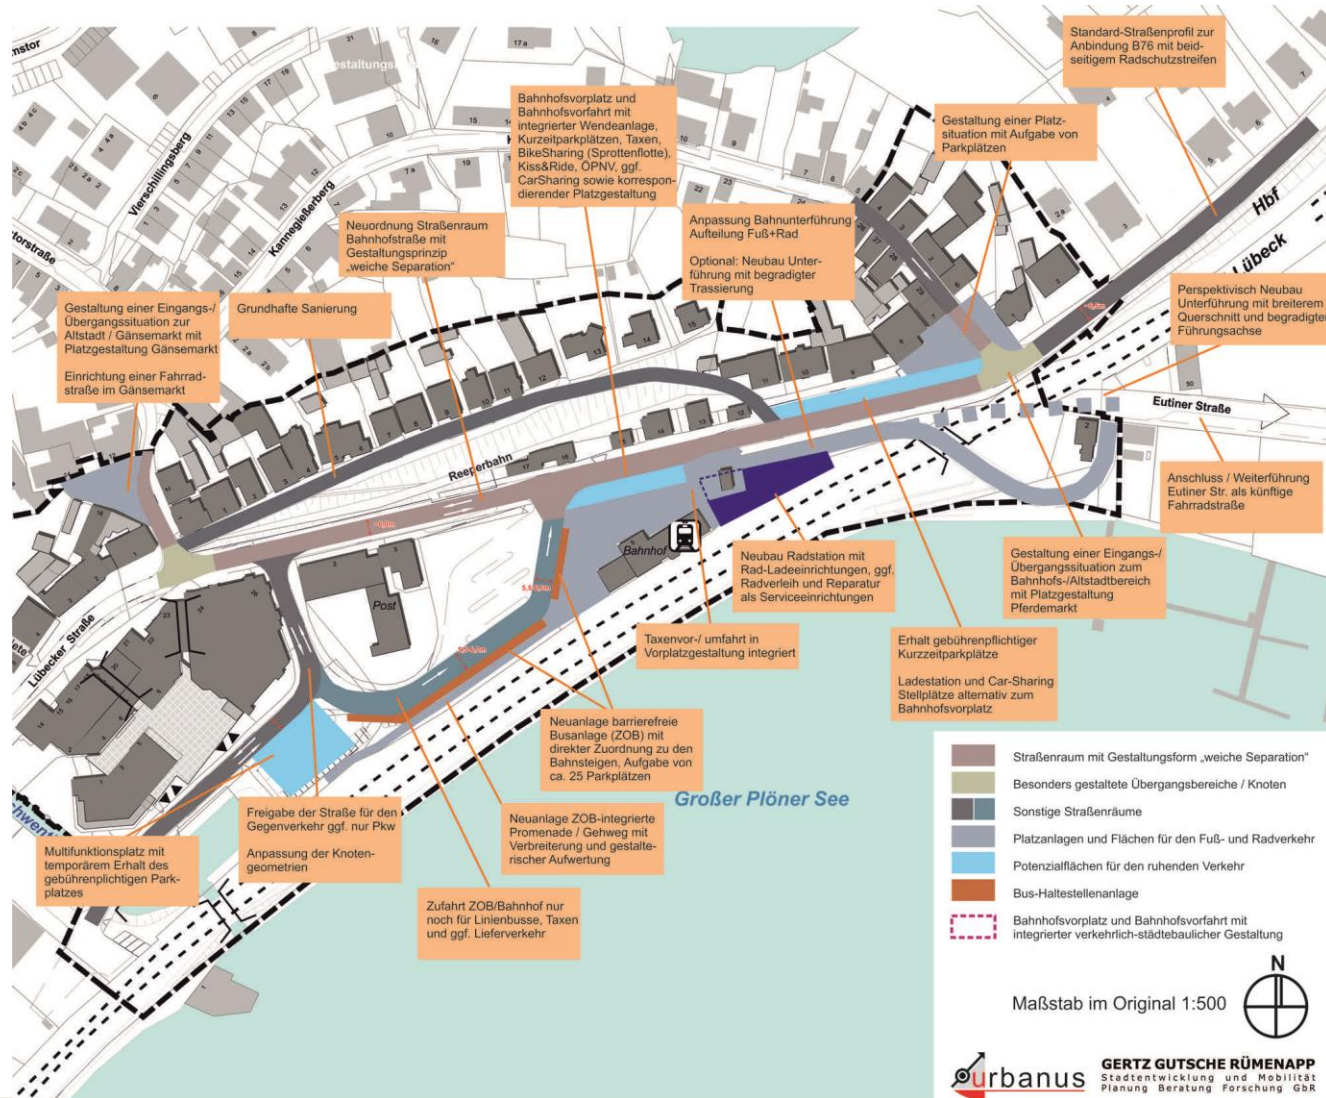 Standard-Straßenprofil zur
Anbindung B76 mit beid-
seitigem Radschutzstreifen
Bahnhofsvorplatz und
Bahnhofsvorfahrt mit
integrierter Wendeanlage,
Kurzeitparkplätzen, Taxen,
BikeSharing (Sprottenflotte),
Kiss&Ride, ÖPNV, ggf.
CarSharing sowie korrespon-
dierender Platzgestaltung
Gestaltung einer Platz-
situation mit Aufgabe von
Parkplätzen
Vierschillingsberg
Kannegießerberg
Neuordnung Straßenraum
Bahnhofstraße mit
Gestaltungsprinzip
„weiche Separation“
Anpassung Bahnunterführung
Aufteilung Fuß+Rad
Optional: Neubau Unter-
führung mit begradigter
Trassierung
Hbf
Lübeck
Perspektivisch Neubau
Unterführung mit breiterem
Querschnitt und begradigter
Führungsachse
Gestaltung einer Eingangs-/
Übergangssituation zur
Altstadt / Gänsemarkt mit
Platzgestaltung Gänsemarkt
Einrichtung einer Fahrrad-
straße im Gänsemarkt
Grundhafte Sanierung
Eutiner Straße
Reeperbahn
Anschluss / Weiterführung
Eutiner Str. als künftige
Fahrradstraße
Bahnhof
Post
Lübecker Straße
Neubau Radstation mit
Rad-Ladeeinrichtungen, ggf.
Radverleih und Reparatur
als Serviceeinrichtungen
Gestaltung einer Eingangs-/
Übergangssituation zum
Bahnhofs-/Altstadtbereich
mit Platzgestaltung
Pferdemarkt
Taxenvor-/ umfahrt in
Vorplatzgestaltung integriert
Erhalt gebührenpflichtiger
Kurzzeitparkplätze
Ladestation und Car-Sharing
Stellplätze alternativ zum
Bahnhofsvorplatz
Neuanlage barrierefreie
Busanlage (ZOB) mit
direkter Zuordnung zu den
Bahnsteigen, Aufgabe von
ca. 25 Parkplätzen
Großer Plöner See
Freigabe der Straße für den
Gegenverkehr ggf. nur Pkw
Anpassung der Knoten-
geometrien
Neuanlage ZOB-integrierte
Promenade / Gehweg mit
Verbreiterung und gestalte-
rischer Aufwertung
Multifunktionsplatz mit
temporärem Erhalt des
gebührenplichtigen Park-
platzes
Zufahrt ZOB/Bahnhof nur
noch für Linienbusse, Taxen
und ggf. Lieferverkehr
Straßenraum mit Gestaltungsform „weiche Separation“
Besonders gestaltete Übergangsbereiche / Knoten
Sonstige Straßenräume
Platzanlagen und Flächen für den Fuß- und Radverkehr
Potenzialflächen für den ruhenden Verkehr
Bus-Haltestellenanlage
Bahnhofsvorplatz und Bahnhofsvorfahrt mit
integrierter verkehrlich-städtebaulicher Gestaltung
N
Maßstab im Original 1:500
urbanus
GERTZ GUTSCHE RÜMENAPP
Stadtentwicklung und Mobilität
Planung Beratung Forschung GbR